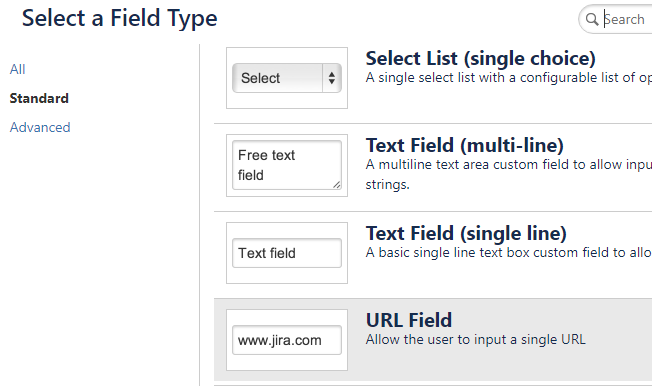 Select a Field Type
Search
All
Standard
Advanced
Select
Select List (single choice)
A single select list with a configurable list of op
Free text
field
Text Field (multi-line)
A multiline text area custom field to allow inpu
strings.
Text field
Text Field (single line)
A basic single line text box custom field to allo
www.jira.com
URL Field
Allow the user to input a single URL